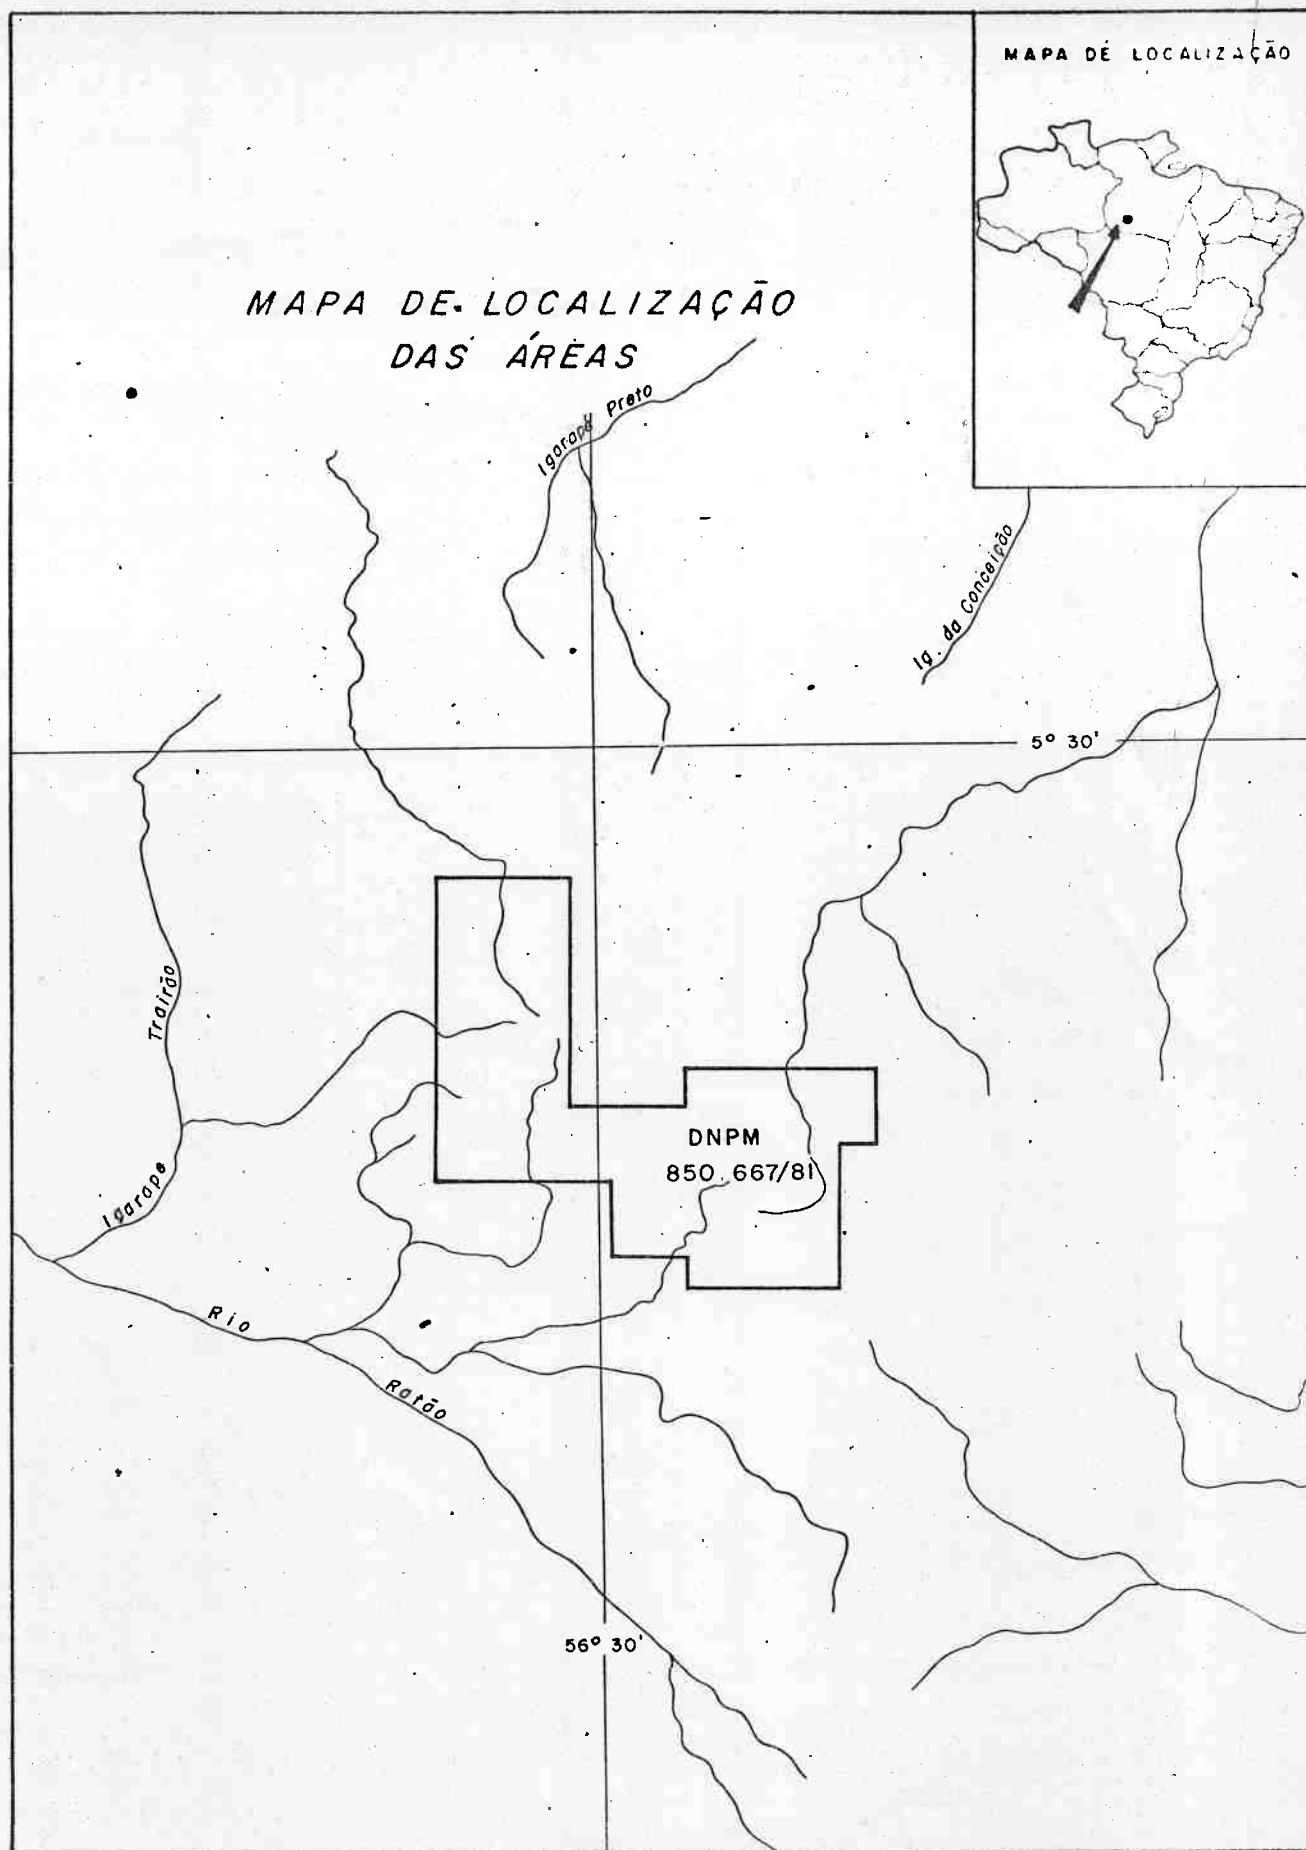 MAPA DE LOCALIZAÇÃO
MAPA DE LOCALIZAÇÃO
DAS ÁREAS
Igarapé Preto
Ig. da Conceição
5° 30'
Trairão
Igarape
DNPM
850.667/81
Rio
Ratão
56° 30'